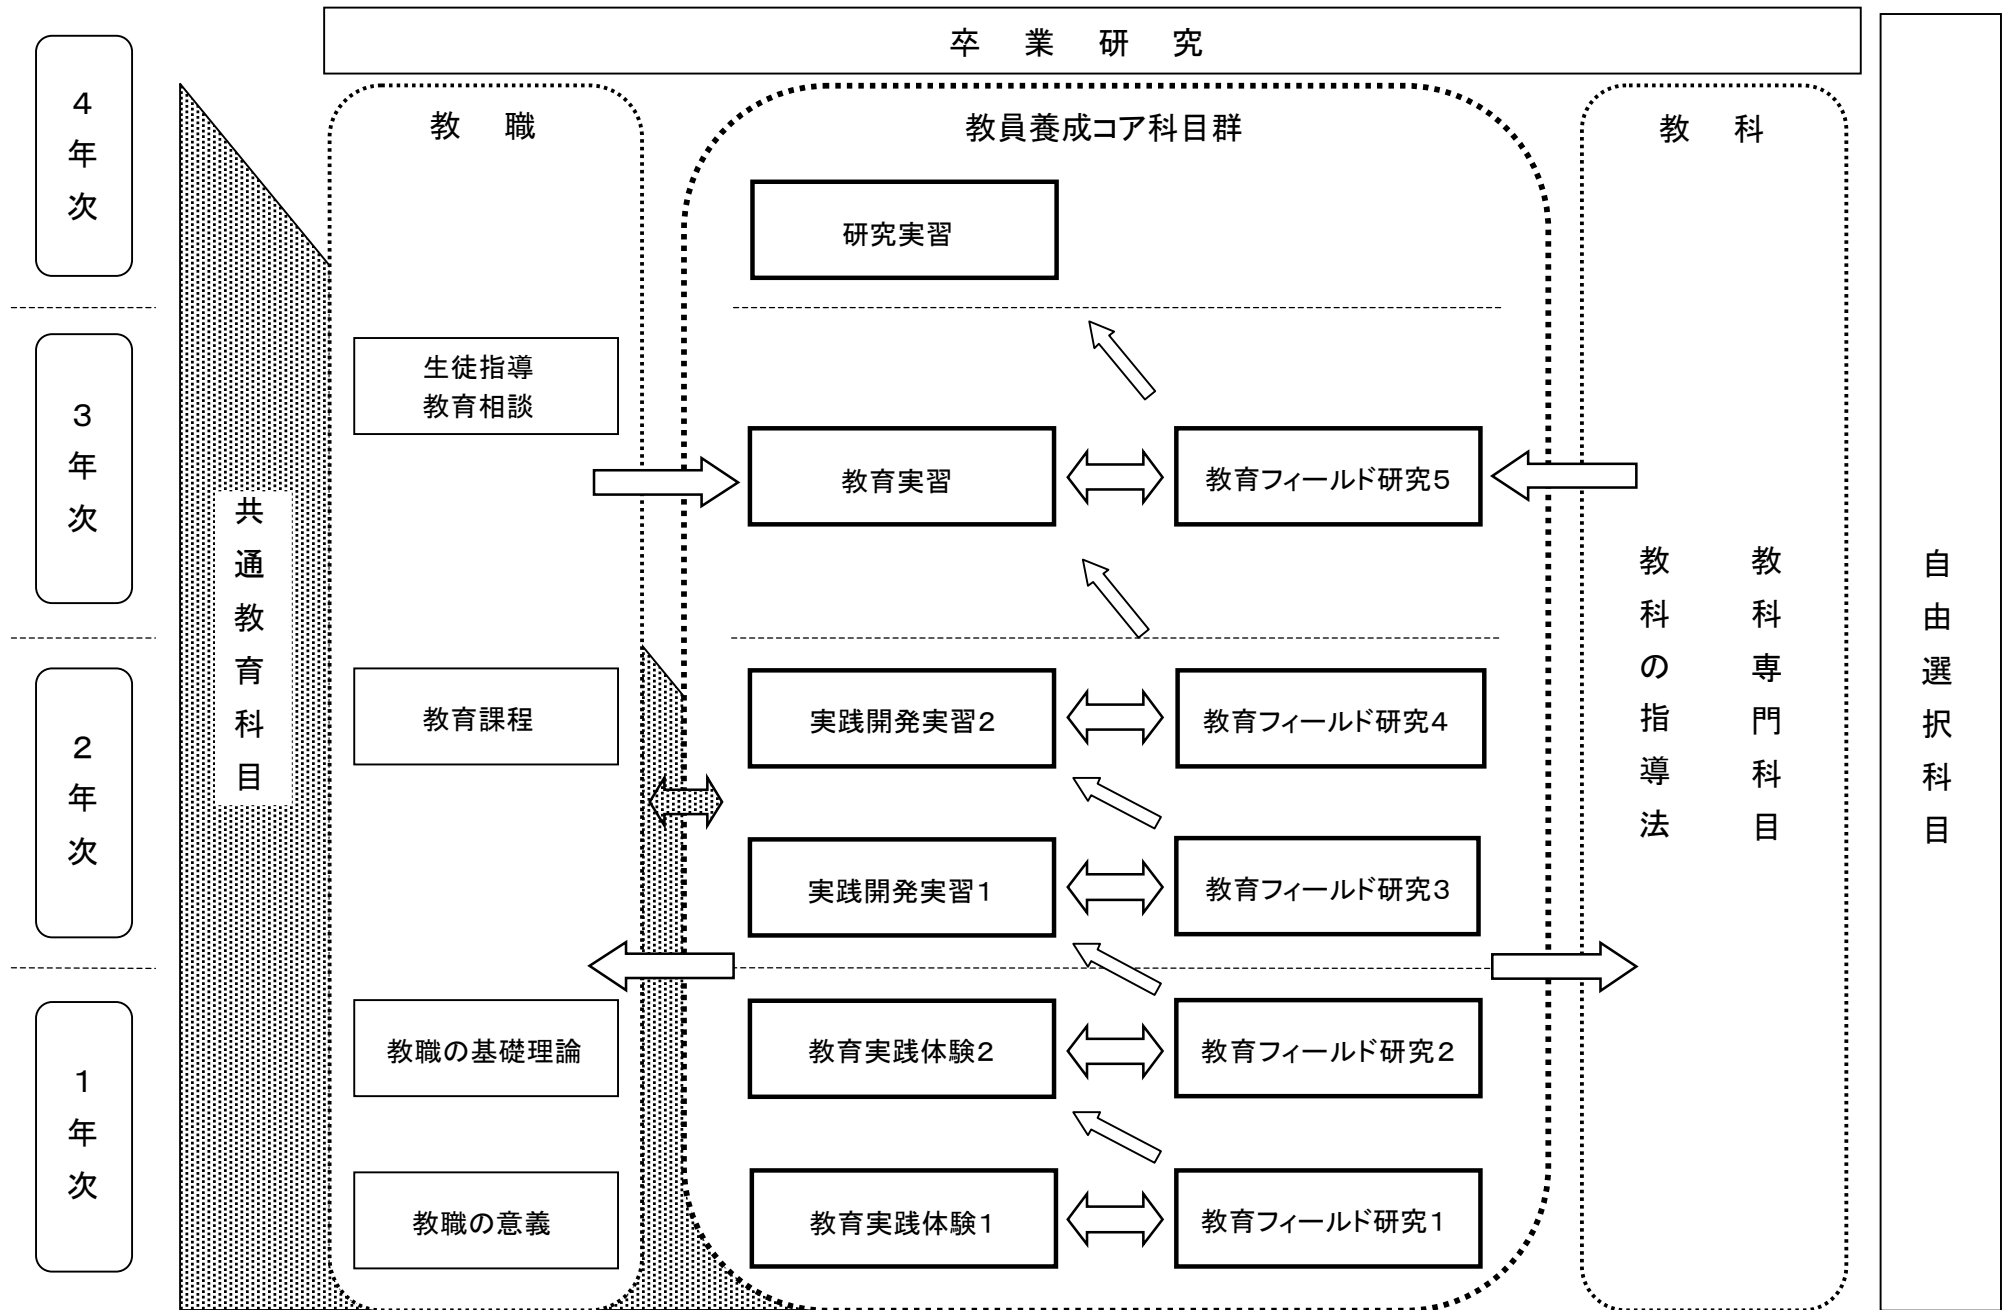 卒 業 研 究
4年次
3年次
2年次
1年次
共通教育科目
教 職
生徒指導
教育相談
教育課程
教職の基礎理論
教職の意義
教員養成コア科目群
研究実習
教育実習
教育フィールド研究5
実践開発実習2
教育フィールド研究4
実践開発実習1
教育フィールド研究3
教育実践体験2
教育フィールド研究2
教育実践体験1
教育フィールド研究1
教 科
教科専門科目
教科の指導法
自由選択科目